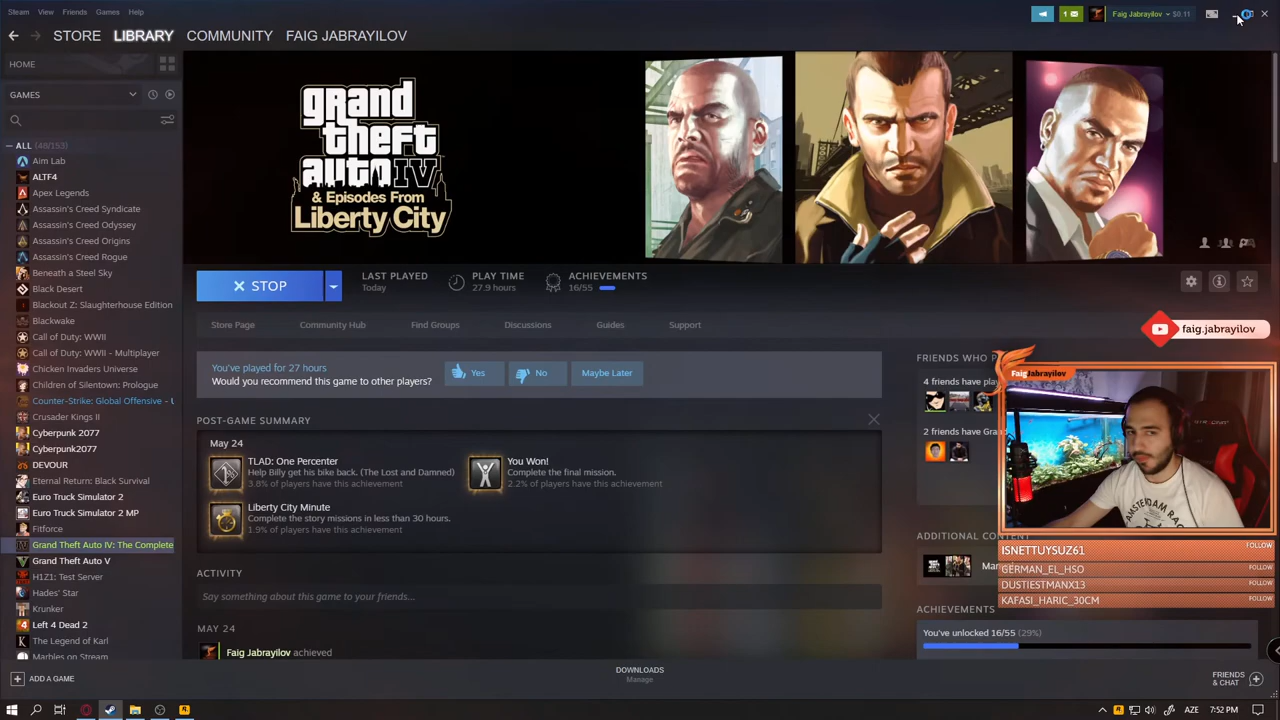 Steam View Friends Games Help
1 Faig Jabrayilov $0.11
STORE LIBRARY COMMUNITY FAIG JABRAYILOV
HOME
GAMES
ALL (48/153)
Aim Lab
ALTF4
Apex Legends
Assassin's Creed Syndicate
Assassin's Creed Odyssey
Assassin's Creed Origins
Assassin's Creed Rogue
Beneath a Steel Sky
Black Desert
Blackout Z: Slaughterhouse Edition
Blackwake
Call of Duty: WWII
Call of Duty: WWII - Multiplayer
Chicken Invaders Universe
Children of Silentown: Prologue
Counter-Strike: Global Offensive - U
Crusader Kings II
Cyberpunk 2077
Cyberpunk2077
DEVOUR
Eternal Return: Black Survival
Euro Truck Simulator 2
Euro Truck Simulator 2 MP
Fitforce
Grand Theft Auto IV: The Complete
Grand Theft Auto V
H1Z1: Test Server
Hades' Star
Krunker
Left 4 Dead 2
The Legend of Karl
Marbles on Stream
ADD A GAME
grand
theft
auto IV
& Episodes From
Liberty City
STOP
LAST PLAYED
Today
PLAY TIME
27.9 hours
ACHIEVEMENTS
16/55
Store Page Community Hub Find Groups Discussions Guides Support
You've played for 27 hours
Would you recommend this game to other players?
Yes No Maybe Later
POST-GAME SUMMARY
May 24
TLAD: One Percenter
Help Billy get his bike back. (The Lost and Damned)
3.8% of players have this achievement
You Won!
Complete the final mission.
2.2% of players have this achievement
Liberty City Minute
Complete the story missions in less than 30 hours.
1.9% of players have this achievement
ACTIVITY
Say something about this game to your friends...
MAY 24
Faig Jabrayilov achieved
faig.jabrayilov
FRIENDS WHO P
4 friends have play
2 friends have Grand
FaigJabrayilov
AMSTERDAM
ADDITIONAL CONTENT
ISNETTUYSUZ61 FOLLOW
GERMAN_EL_HSO FOLLOW
DUSTIESTMANX13 FOLLOW
KAFASI_HARIC_30CM FOLLOW
ACHIEVEMENTS
You've unlocked 16/55 (29%)
DOWNLOADS
Manage
FRIENDS
& CHAT
AZE 7:52 PM